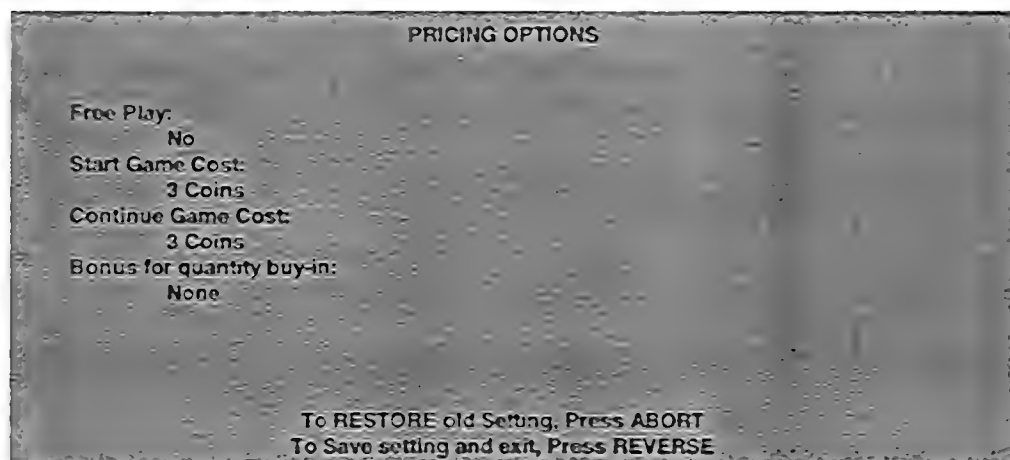 PRICING OPTIONS
Free Play:
No
Start Game Cost:
3 Coins
Continue Game Cost:
3 Coins
Bonus for quantity buy-in:
None
To RESTORE old Setting, Press ABORT
To Save setting and exit, Press REVERSE